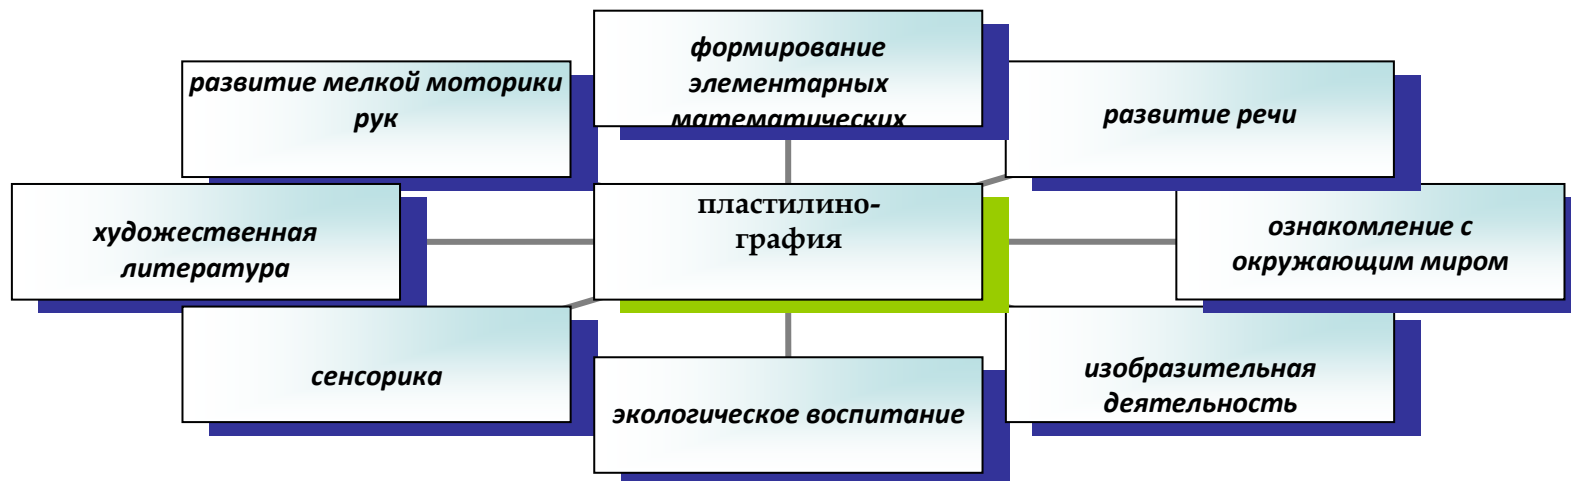 формирование
элементарных
математических
развитие мелкой моторики
рук
развитие речи
пластилино-
графия
художественная
литература
ознакомление с
окружающим миром
сенсорика
экологическое воспитание
изобразительная
деятельность